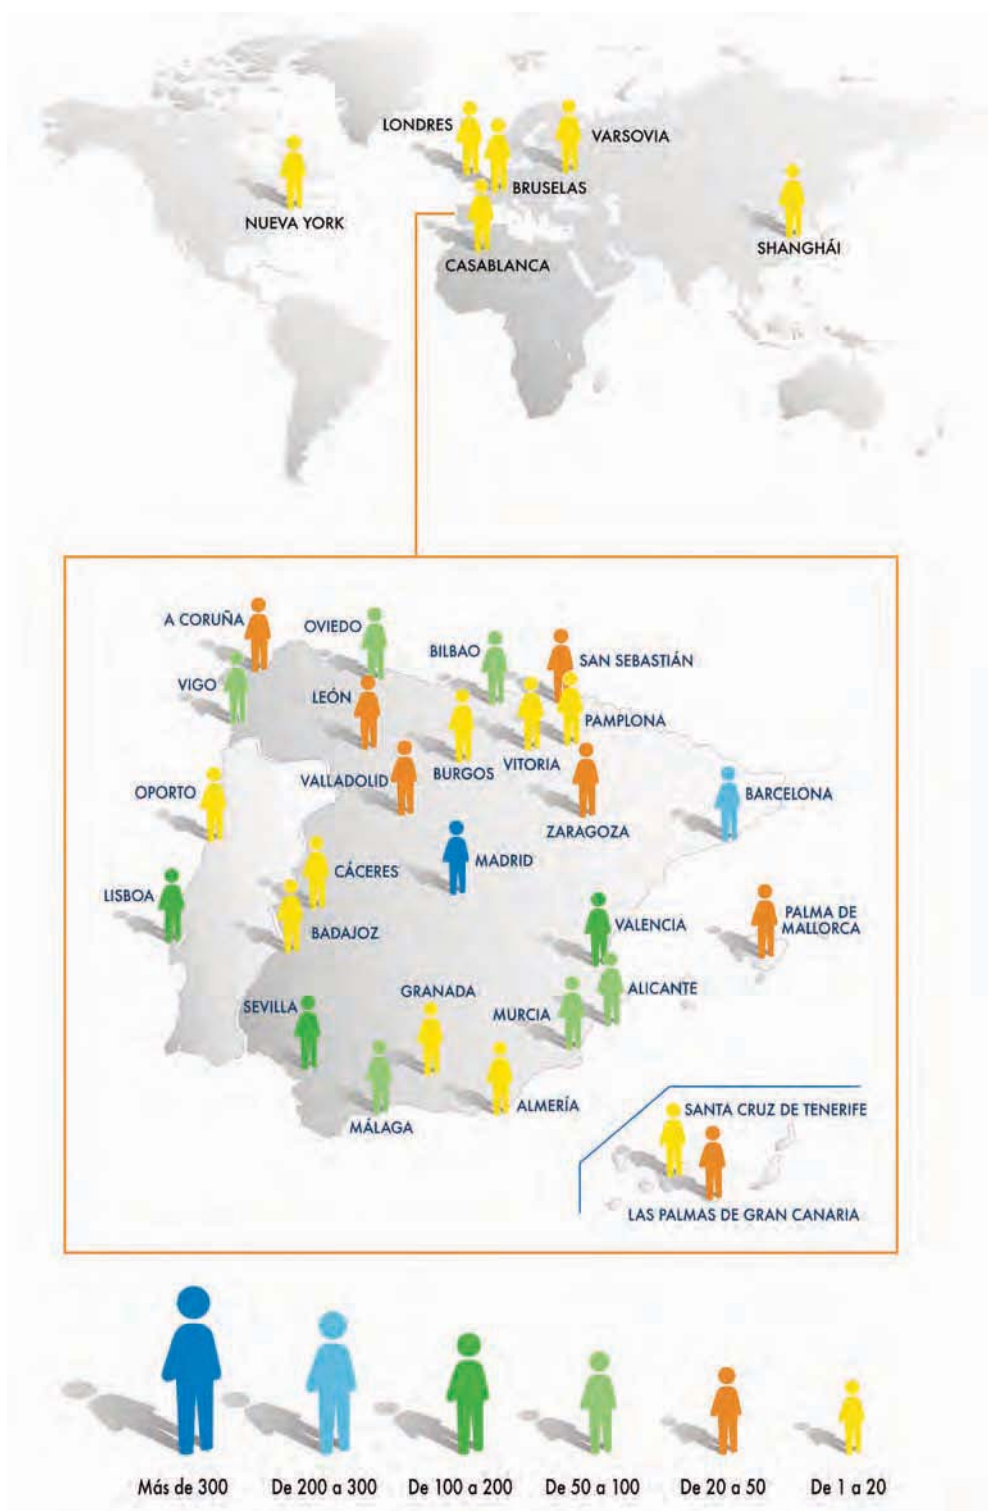 LONDRES
VARSOVIA
BRUSELAS
NUEVA YORK
SHANGHÁI
CASABLANCA
A CORUÑA
OVIEDO
BILBAO
SAN SEBASTIÁN
VIGO
LEÓN
PAMPLONA
VITORIA
BURGOS
VALLADOLID
OPORTO
BARCELONA
ZARAGOZA
MADRID
CÁCERES
LISBOA
PALMA DE
MALLORCA
VALENCIA
BADAJOZ
ALICANTE
GRANADA
SEVILLA
MURCIA
ALMERÍA
MÁLAGA
SANTA CRUZ DE TENERIFE
LAS PALMAS DE GRAN CANARIA
Más de 300
De 200 a 300
De 100 a 200
De 50 a 100
De 20 a 50
De 1 a 20